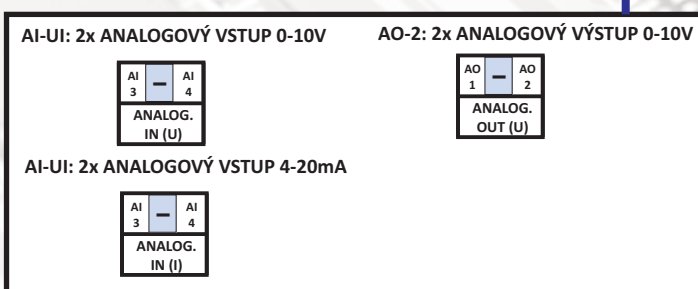 AI-UI: 2x ANALOGOVÝ VSTUP 0-10V
AI – AI
3 4
ANALOG.
IN (U)
AO-2: 2x ANALOGOVÝ VÝSTUP 0-10V
AO – AO
1 2
ANALOG.
OUT (U)
AI-UI: 2x ANALOGOVÝ VSTUP 4-20mA
AI – AI
3 4
ANALOG.
IN (I)